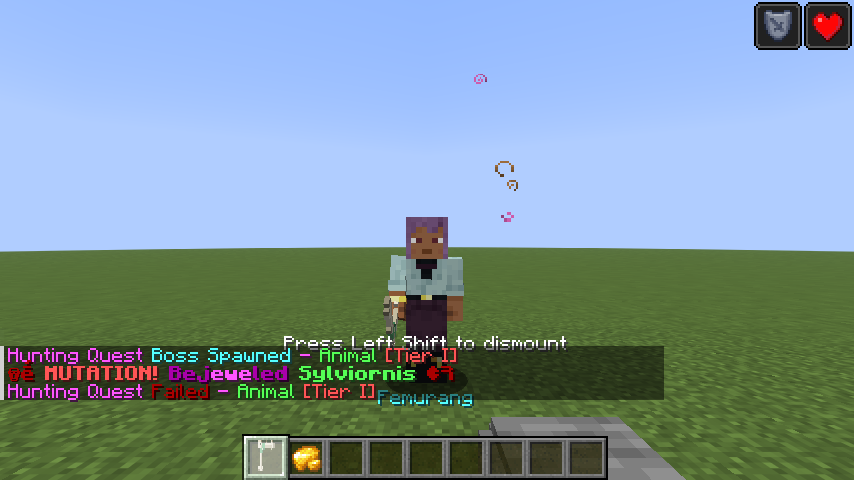 Press Left Shift to dismount
Hunting Quest Boss Spawned - Animal [Tier I]
MUTATION! Bejeweled Sylviornis
Hunting Quest Failed - Animal [Tier I]
Femurang